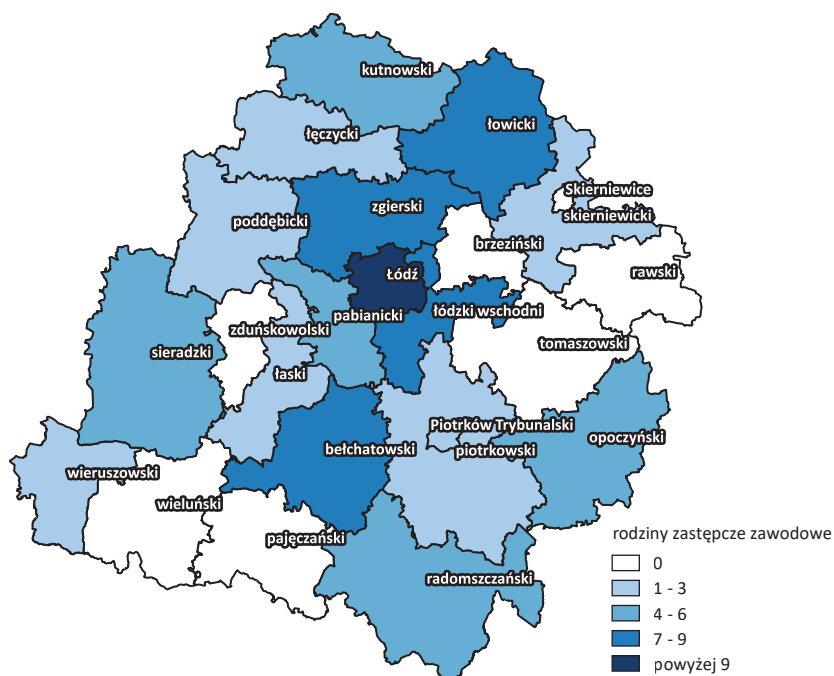 kutnowski
łowicki
łęczycki
Skierniewice
zgierski
skierniewicki
poddębicki
brzeziński
rawski
Łódź
łódzki wschodni
pabianicki
zduńskowolski
tomaszowski
sieradzki
łaski
Piotrków Trybunalski
opoczyński
bełchatowski
piotrkowski
wieruszowski
wieluński
pajęczański
radomszczański
rodziny zastępcze zawodowe
0
1 - 3
4 - 6
7 - 9
powyżej 9